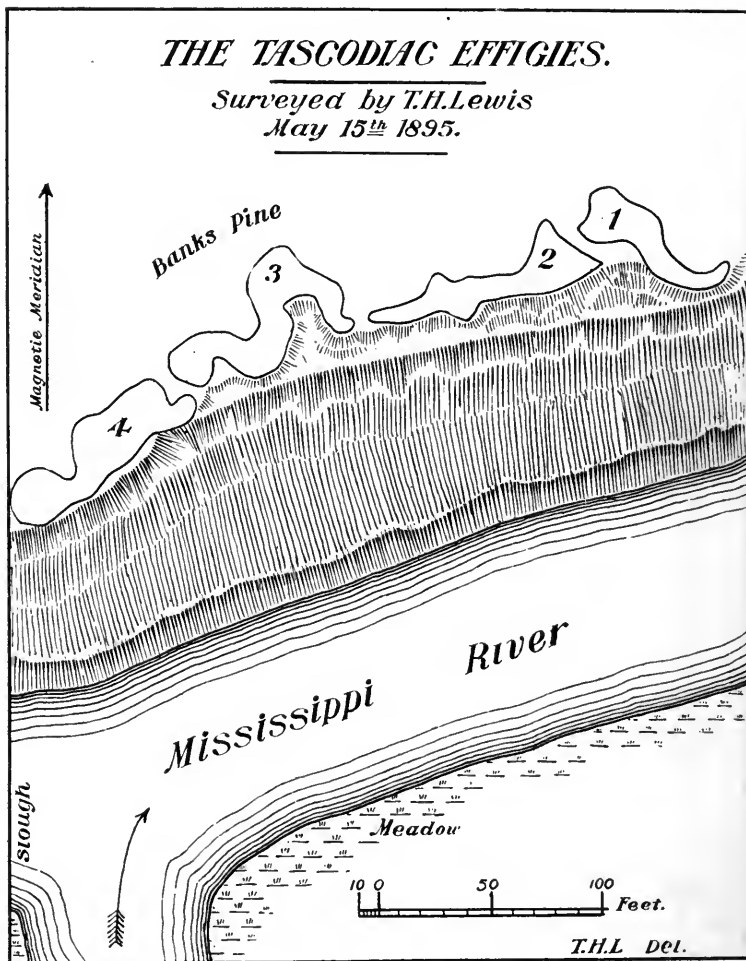 THE TASCODIAC EFFIGIES.
Surveyed by T.H.Lewis
May 15th 1895.
Magnetic Meridian
Banks Pine
1
2
3
4
Mississippi River
Slough
Meadow
10 0 50 100
Feet.
T.H.L Del.